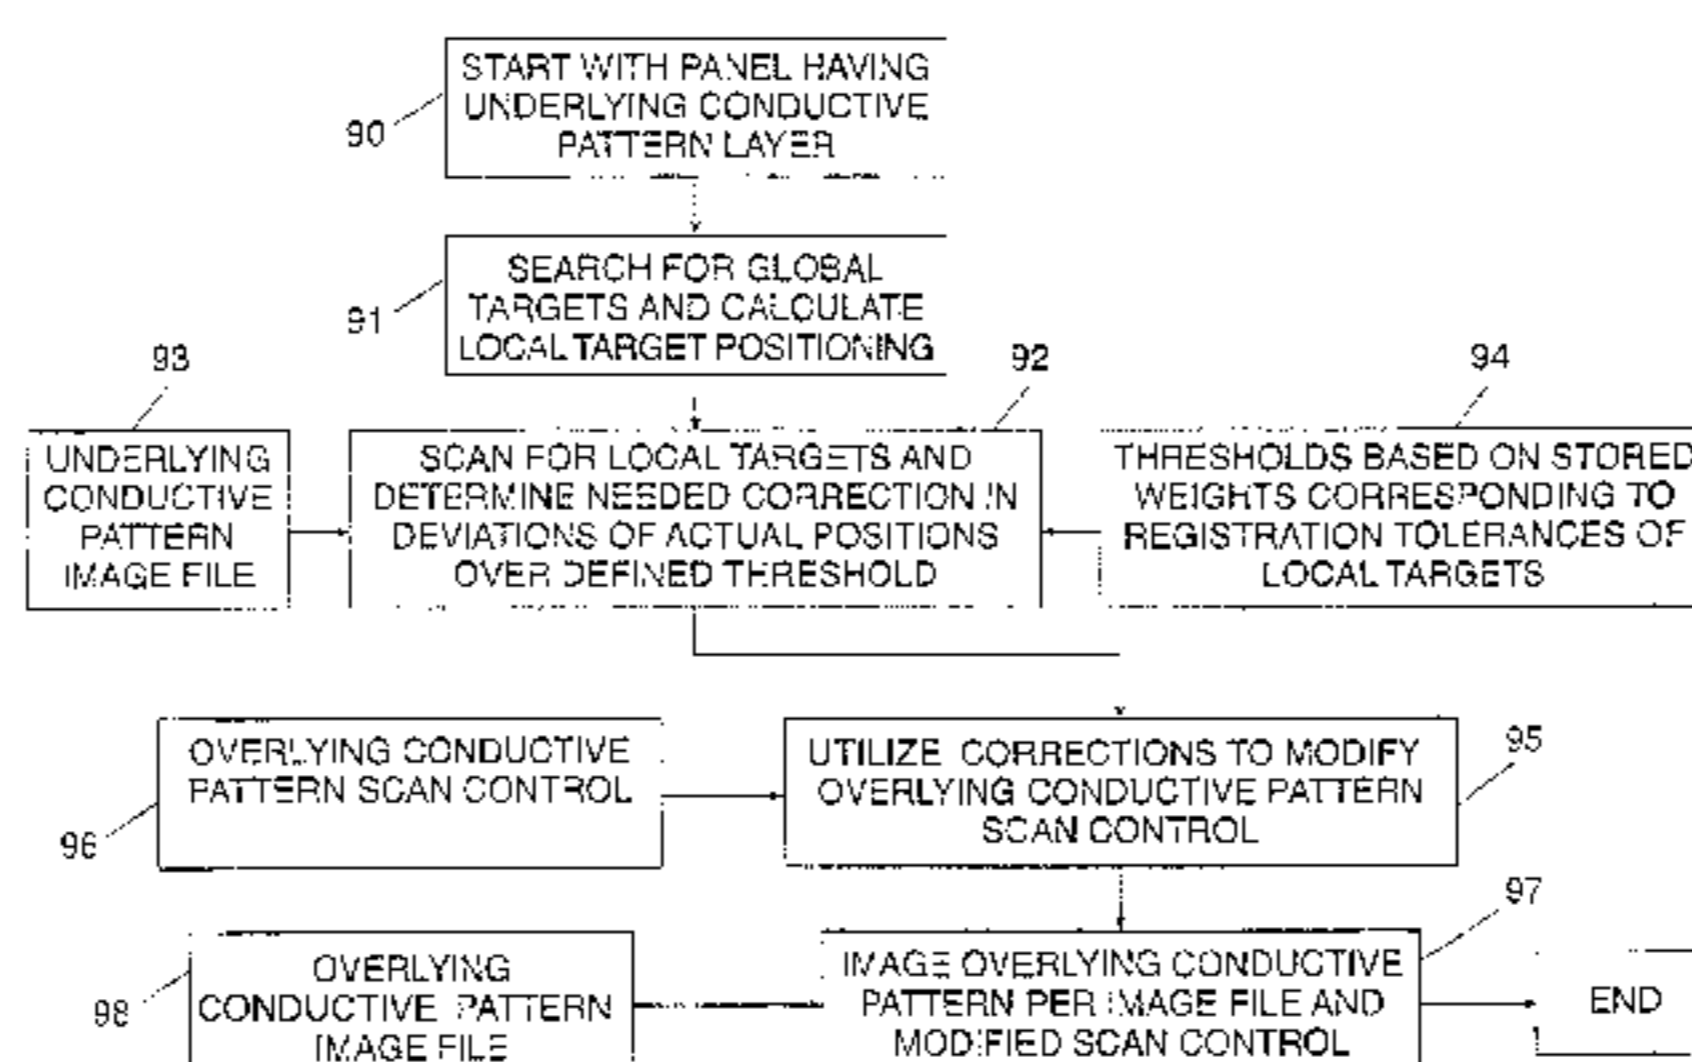 START WITH PANEL HAVING
UNDERLYING CONDUCTIVE
PATTERN LAYER
90
SEARCH FOR GLOBAL
TARGETS AND CALCULATE
LOCAL TARGET POSITIONING
91
93
92
94
UNDERLYING
CONDUCTIVE
PATTERN
IMAGE FILE
SCAN FOR LOCAL TARGETS AND
DETERMINE NEEDED CORRECTION IN
DEVIATIONS OF ACTUAL POSITIONS
OVER DEFINED THRESHOLD
THRESHOLDS BASED ON STORED
WEIGHTS CORRESPONDING TO
REGISTRATION TOLERANCES OF
LOCAL TARGETS
OVERLYING CONDUCTIVE
PATTERN SCAN CONTROL
96
UTILIZE CORRECTIONS TO MODIFY
OVERLYING CONDUCTIVE PATTERN
SCAN CONTROL
95
97
OVERLYING
CONDUCTIVE PATTERN
IMAGE FILE
98
IMAGE OVERLYING CONDUCTIVE
PATTERN PER IMAGE FILE AND
MODIFIED SCAN CONTROL
END